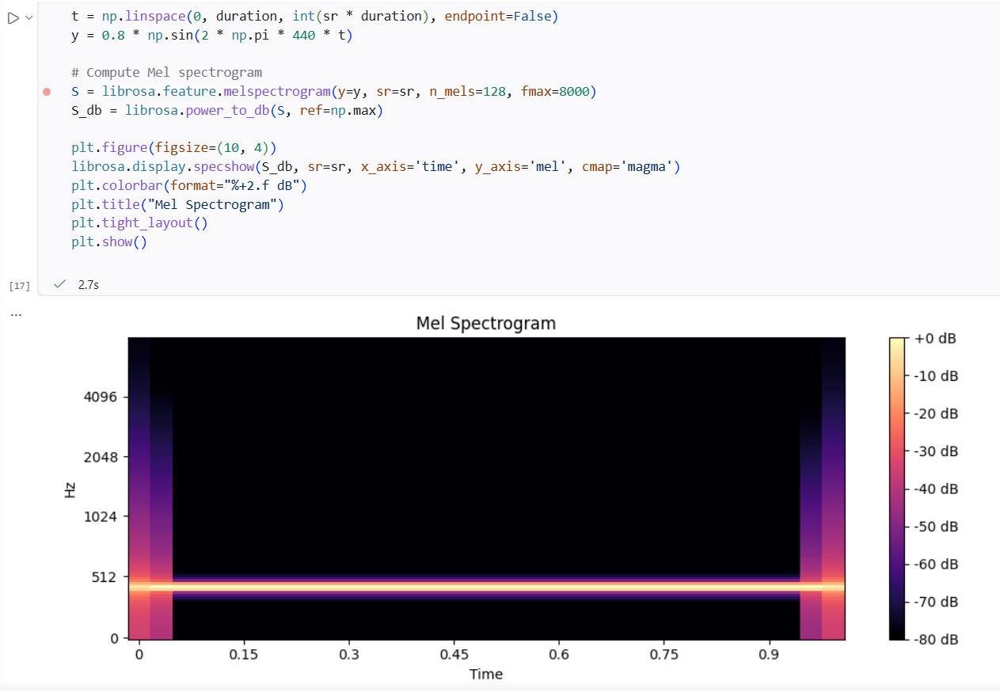 t = np.linspace(0, duration, int(sr * duration), endpoint=False)
y = 0.8 * np.sin(2 * np.pi * 440 * t)
# Compute Mel spectrogram
S = librosa.feature.melspectrogram(y=y, sr=sr, n_mels=128, fmax=8000)
S_db = librosa.power_to_db(S, ref=np.max)
plt.figure(figsize=(10, 4))
librosa.display.specshow(S_db, sr=sr, x_axis='time', y_axis='mel', cmap='magma')
plt.colorbar(format="%+2.f dB")
plt.title("Mel Spectrogram")
plt.tight_layout()
plt.show()
[17]
2.7s
...
Mel Spectrogram
Hz
4096
2048
1024
512
0
0 0.15 0.3 0.45 0.6 0.75 0.9
Time
+0 dB
-10 dB
-20 dB
-30 dB
-40 dB
-50 dB
-60 dB
-70 dB
-80 dB